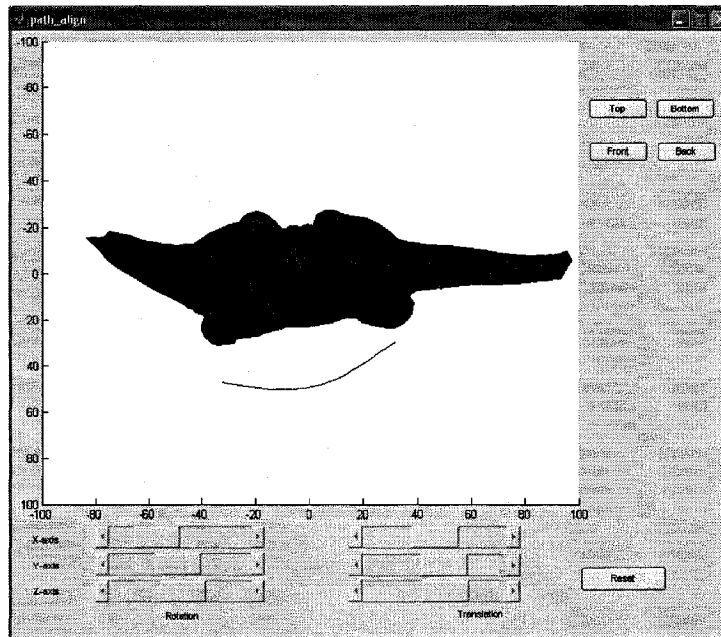 path_align
-100
-80
-60
-40
-20
0
20
40
60
80
100
-100 -80 -60 -40 -20 0 20 40 60 80 100
Top Bottom
Front Back
X-axis
Y-axis
Z-axis
Reset
Rotation Translation